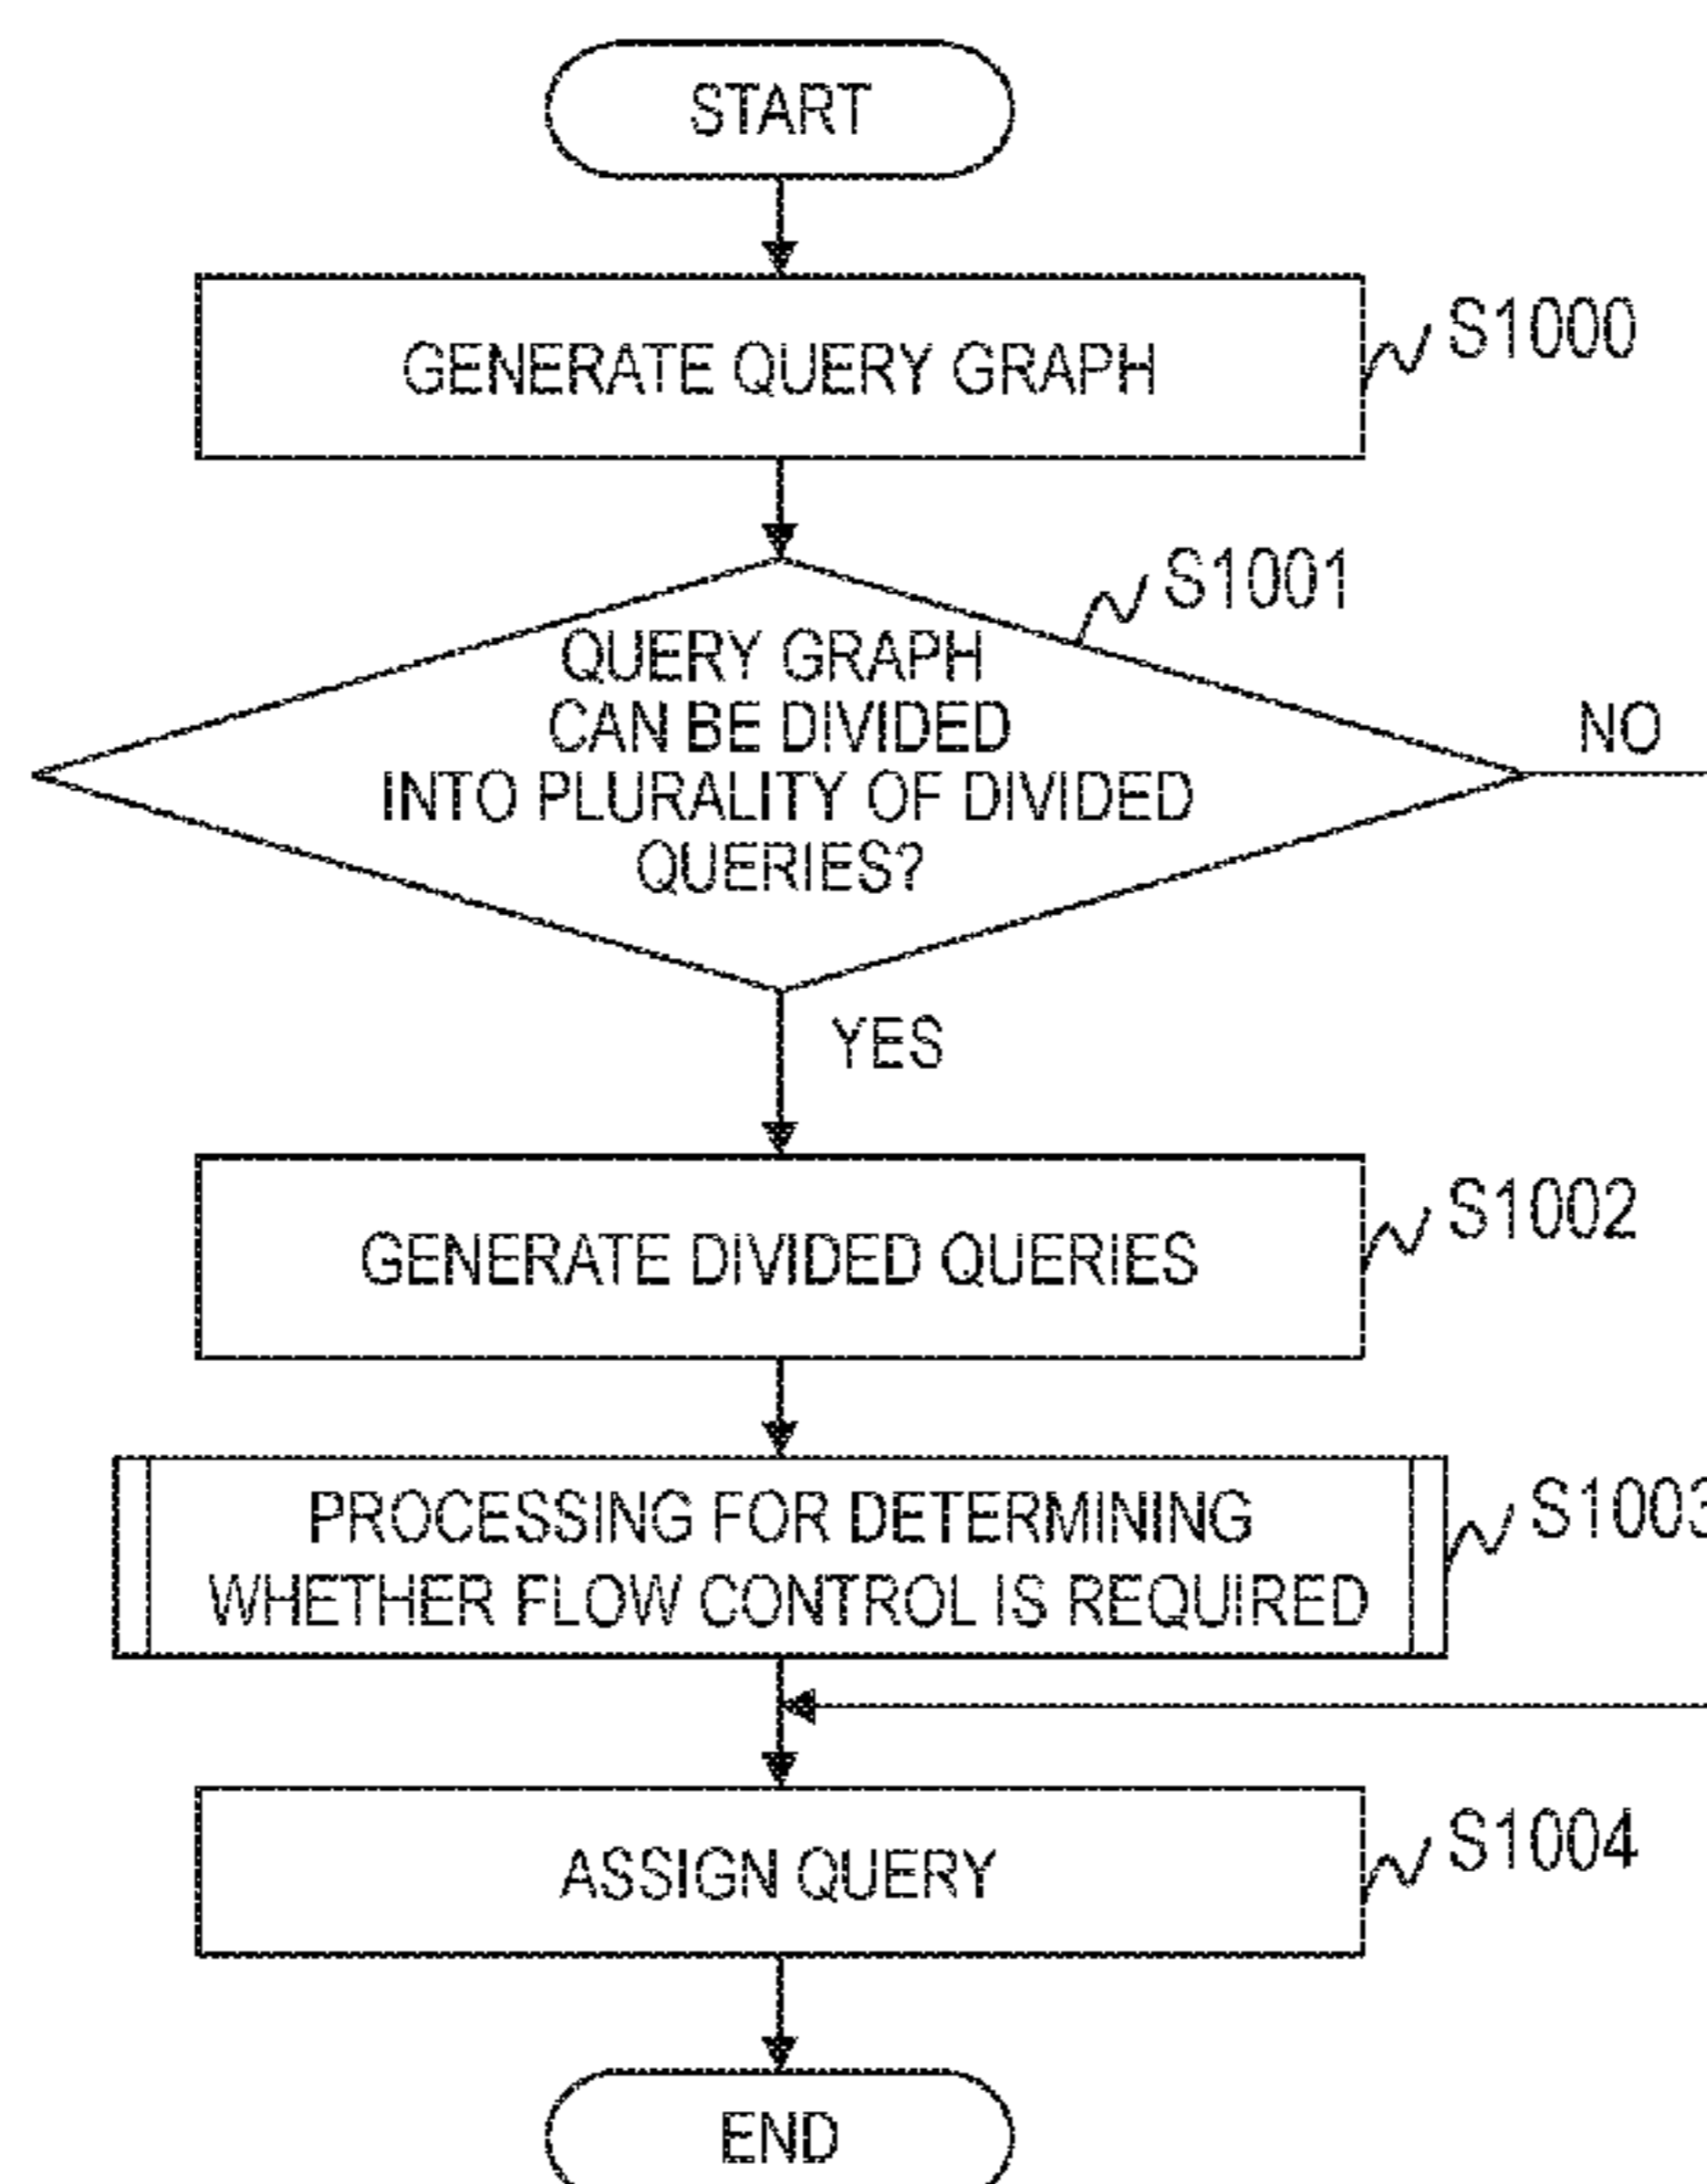 START
GENERATE QUERY GRAPH
S1000
S1001
QUERY GRAPH
CAN BE DIVIDED
INTO PLURALITY OF DIVIDED
QUERIES?
NO
YES
GENERATE DIVIDED QUERIES
S1002
PROCESSING FOR DETERMINING
WHETHER FLOW CONTROL IS REQUIRED
S1003
ASSIGN QUERY
S1004
END